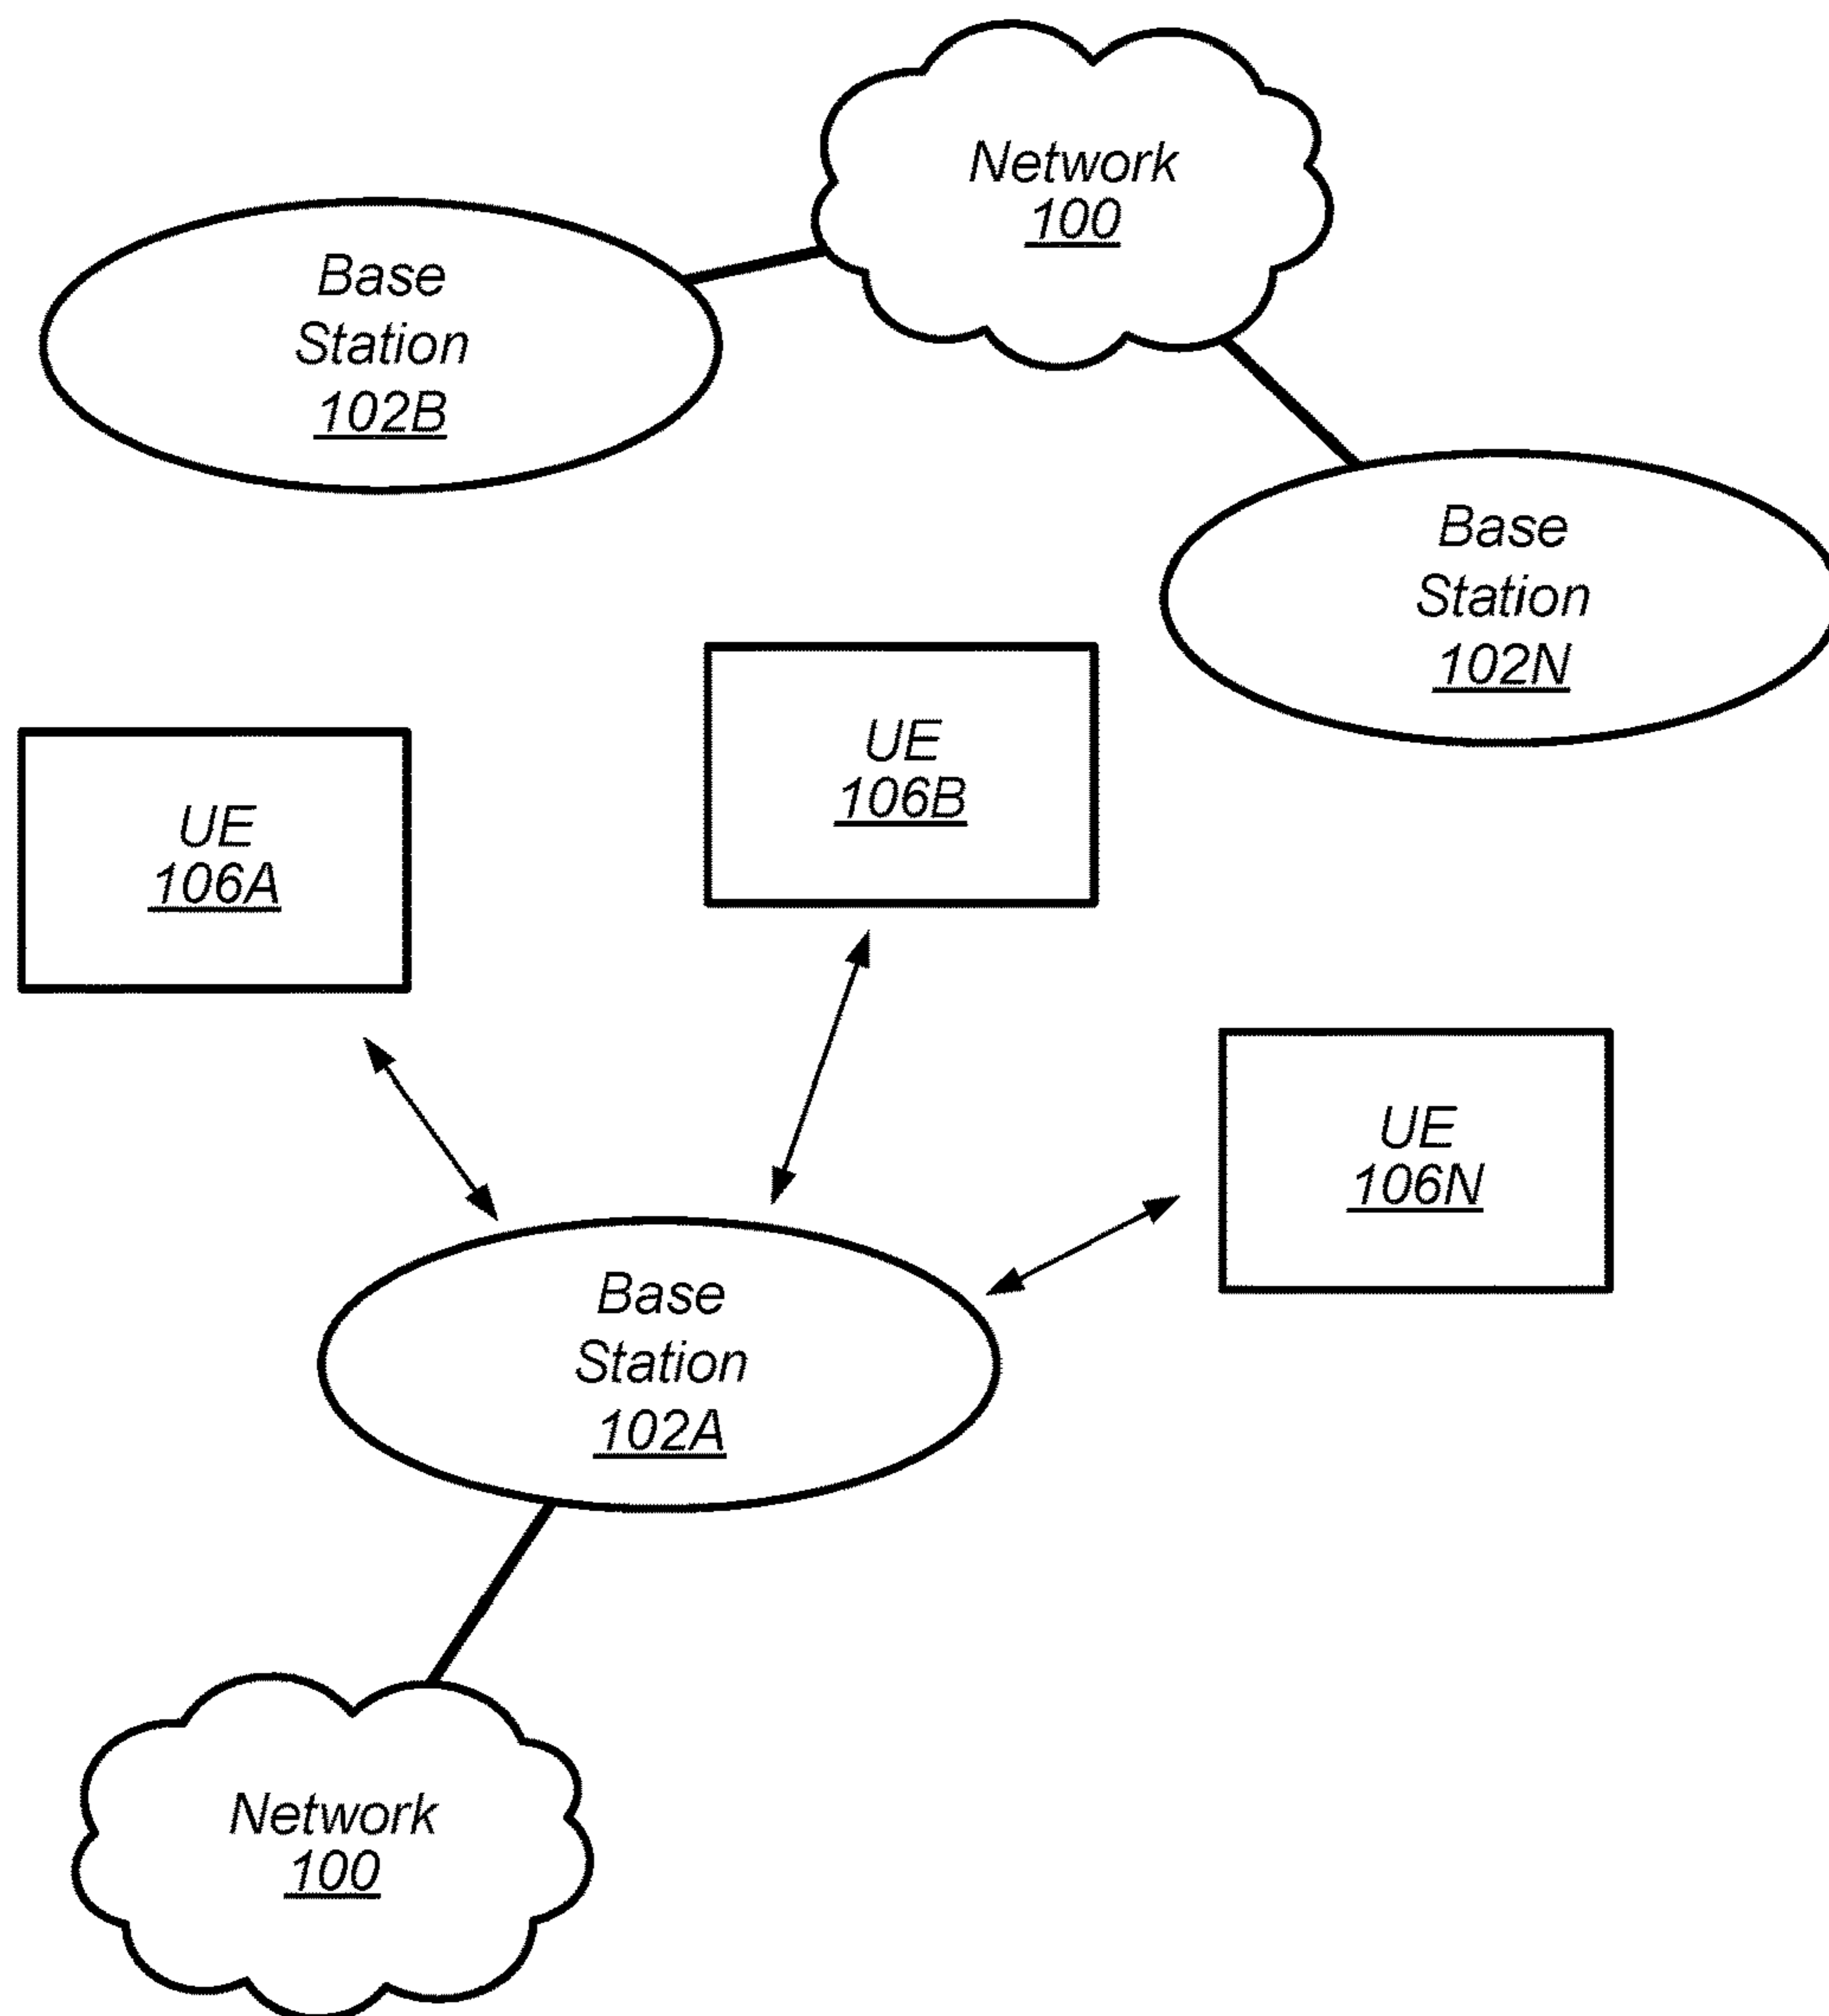 Network
100
Base
Station
102B
Base
Station
102N
UE
106B
UE
106A
UE
106N
Base
Station
102A
Network
100